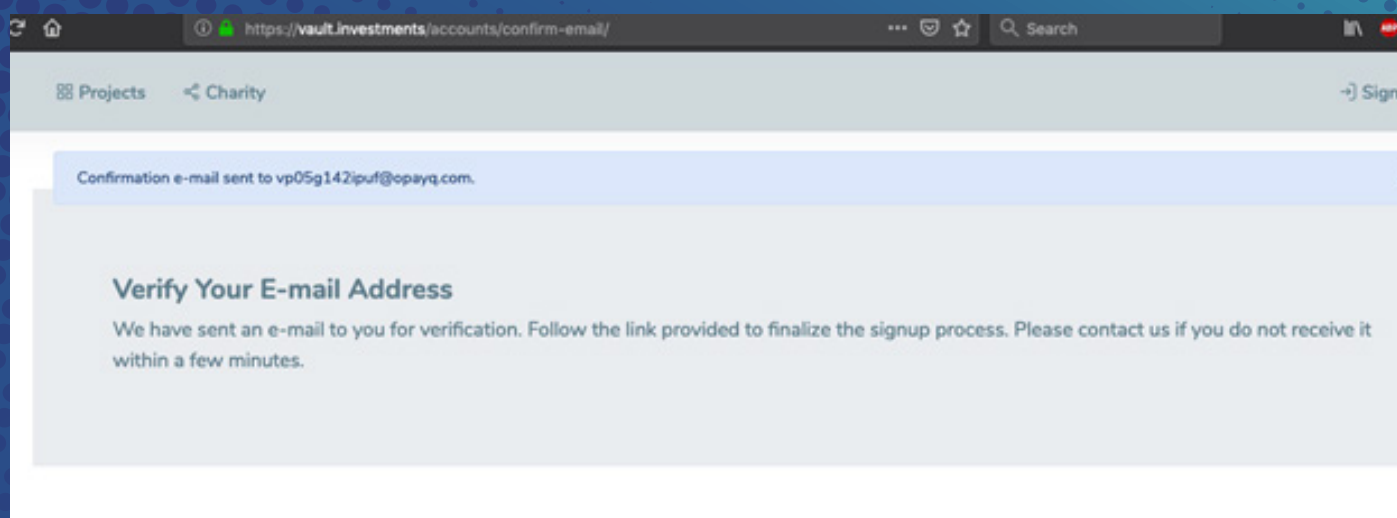 https://vault.investments/accounts/confirm-email/ Search
Projects Charity Sign
Confirmation e-mail sent to vp05g142ipuf@opayq.com.
Verify Your E-mail Address
We have sent an e-mail to you for verification. Follow the link provided to finalize the signup process. Please contact us if you do not receive it
within a few minutes.